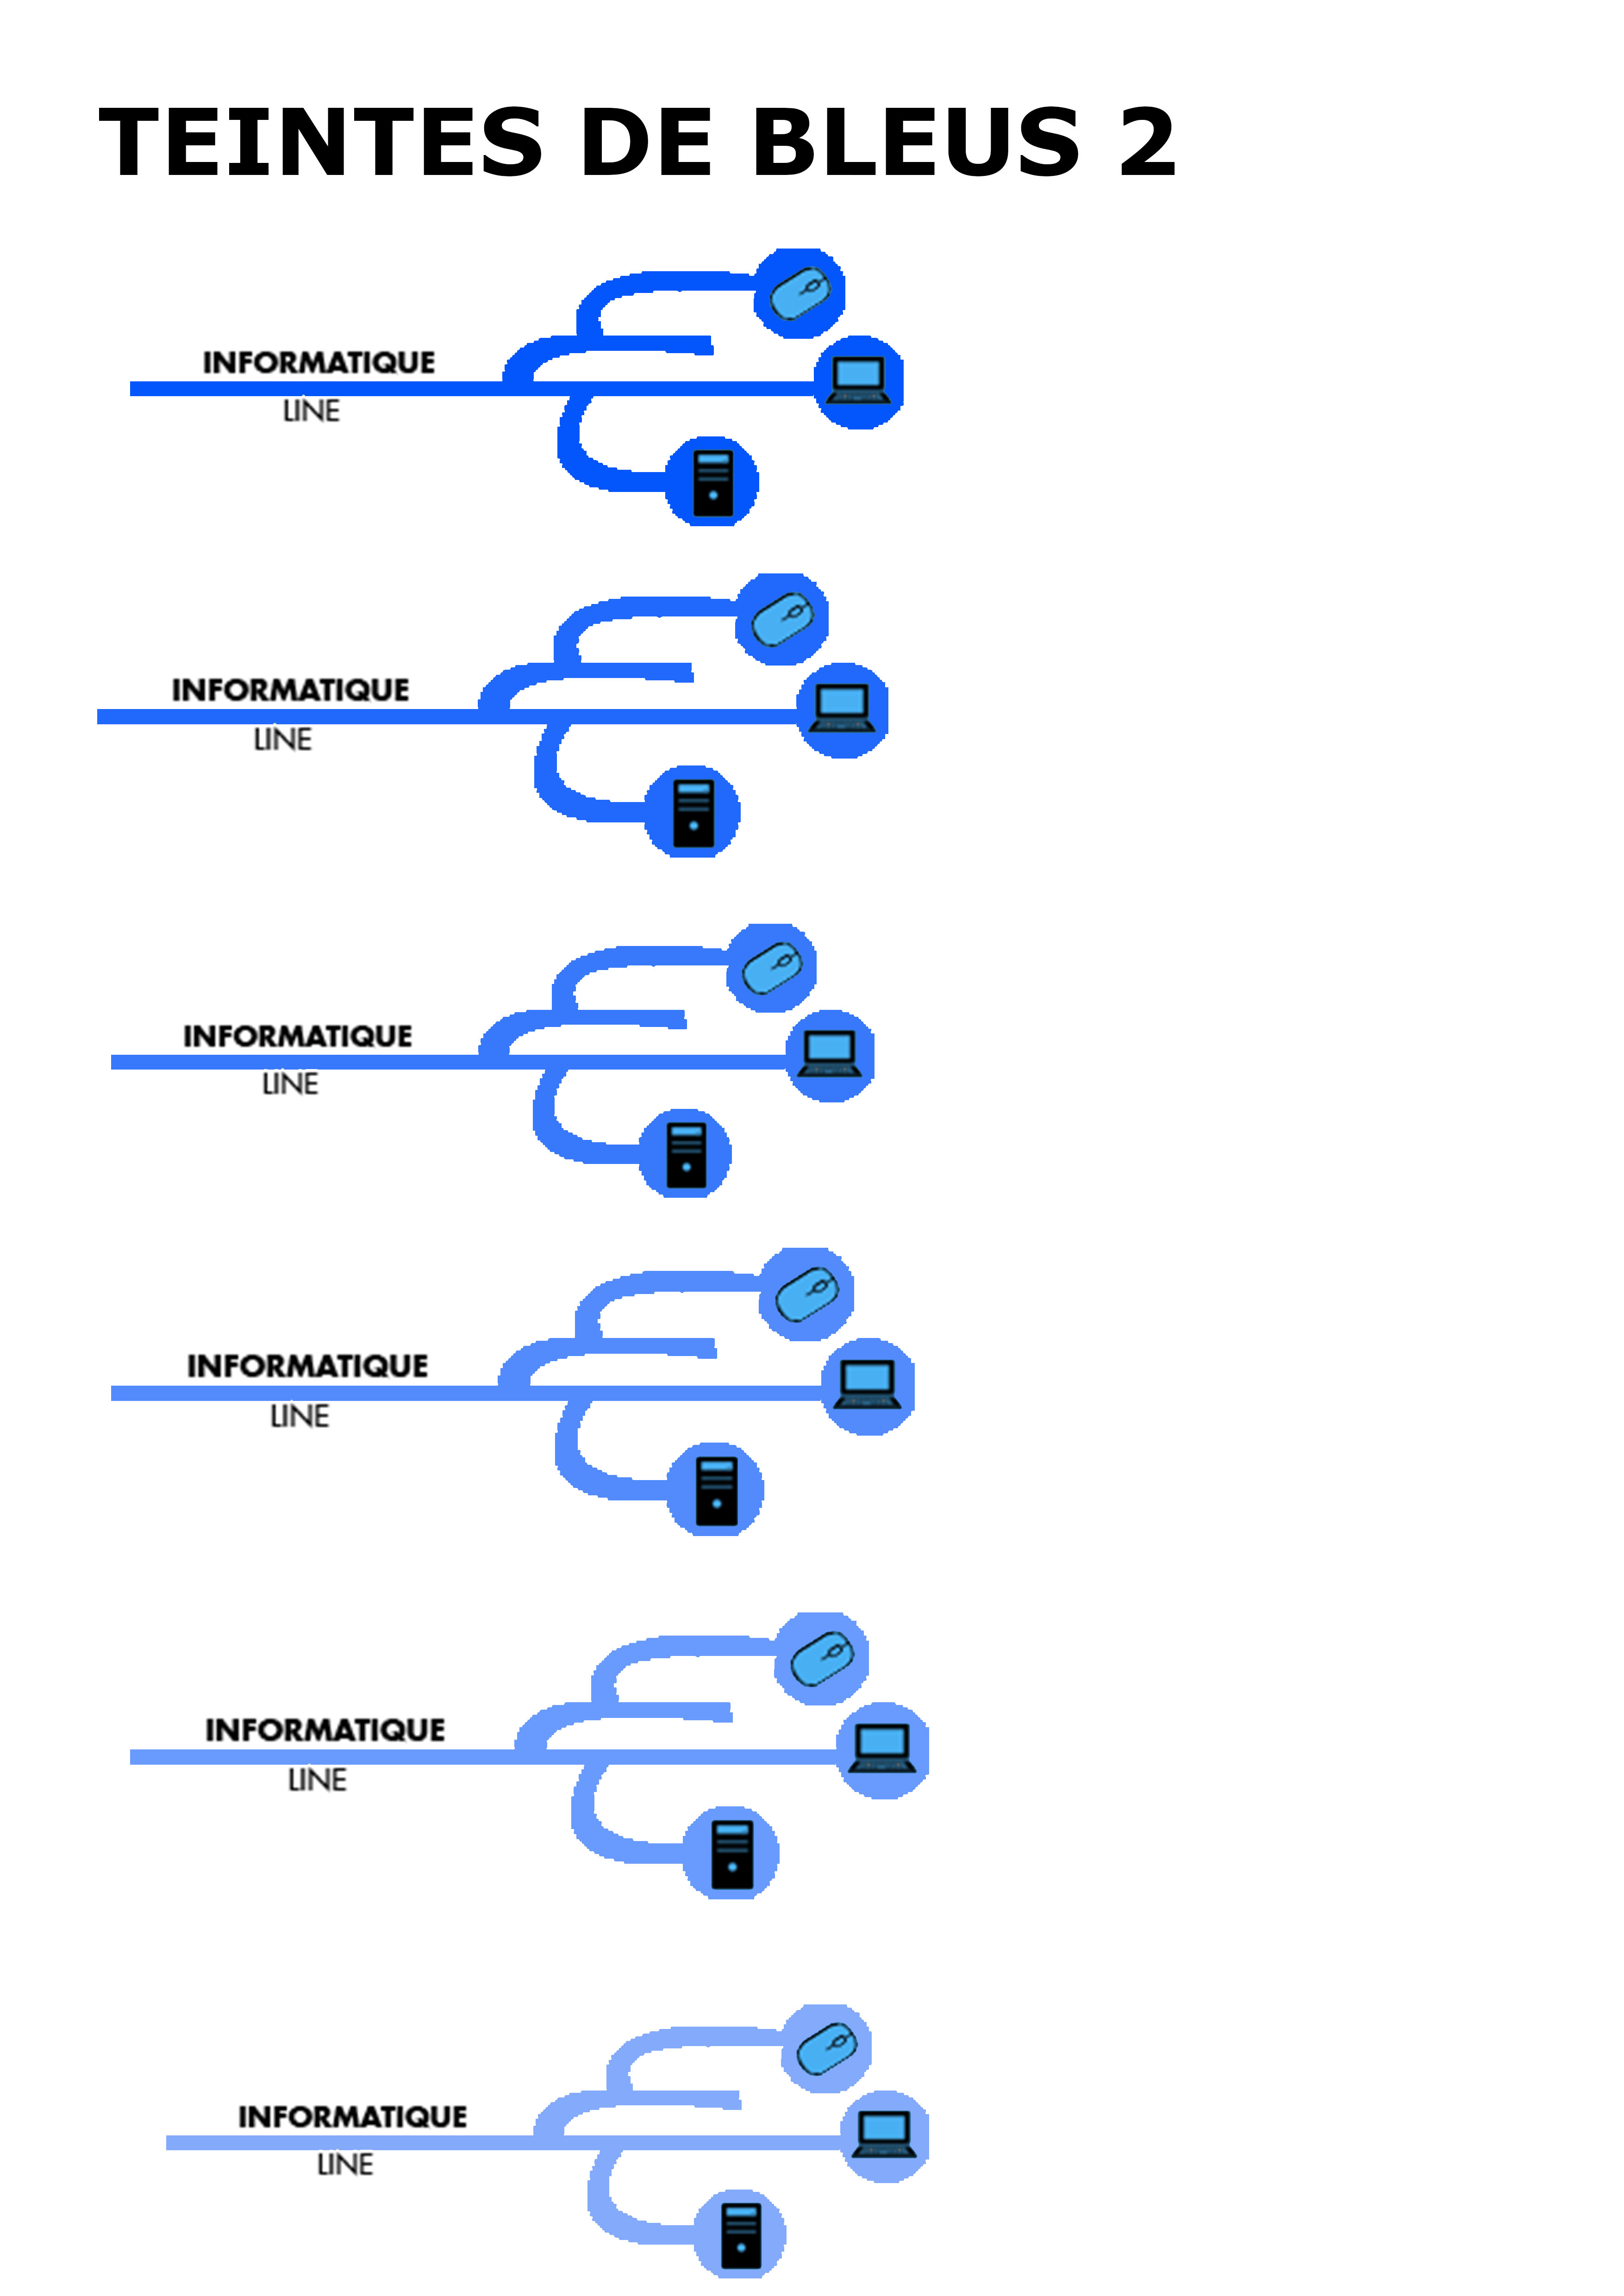 TEINTES DE BLEUS 2
INFORMATIQUE
LINE
INFORMATIQUE
LINE
INFORMATIQUE
LINE
INFORMATIQUE
LINE
INFORMATIQUE
LINE
INFORMATIQUE
LINE